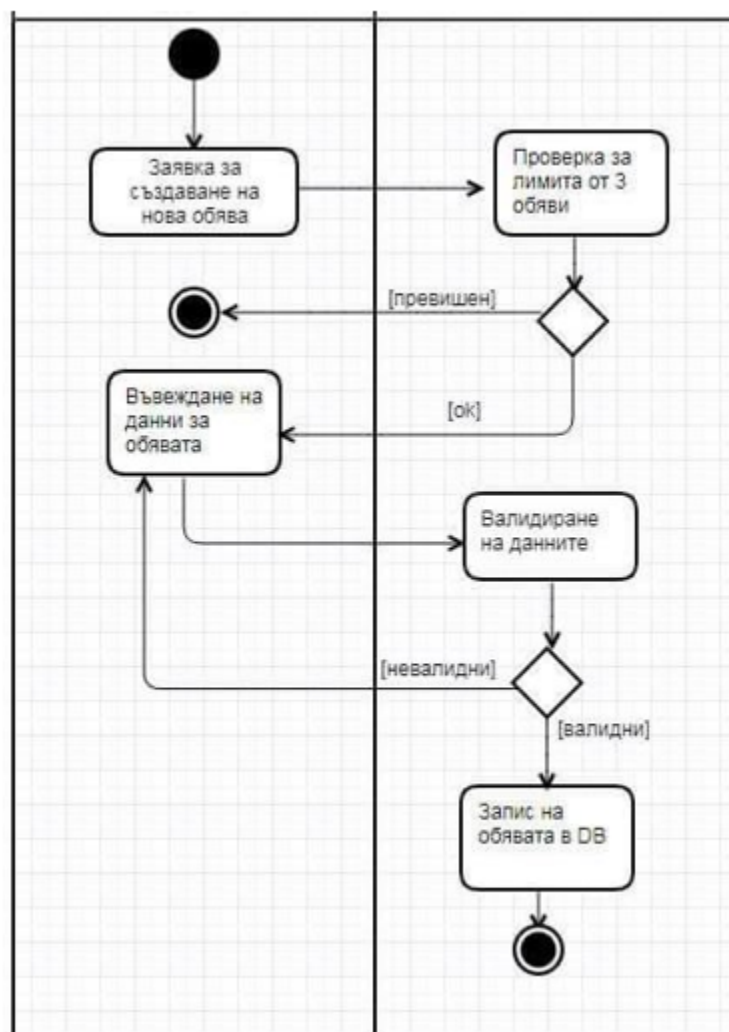 Заявка за
създаване на
нова обява
Проверка за
лимита от 3
обяви
[превишен]
Въвеждане на
данни за
обявата
[ok]
Валидиране
на данните
[невалидни]
[валидни]
Запис на
обявата в DB